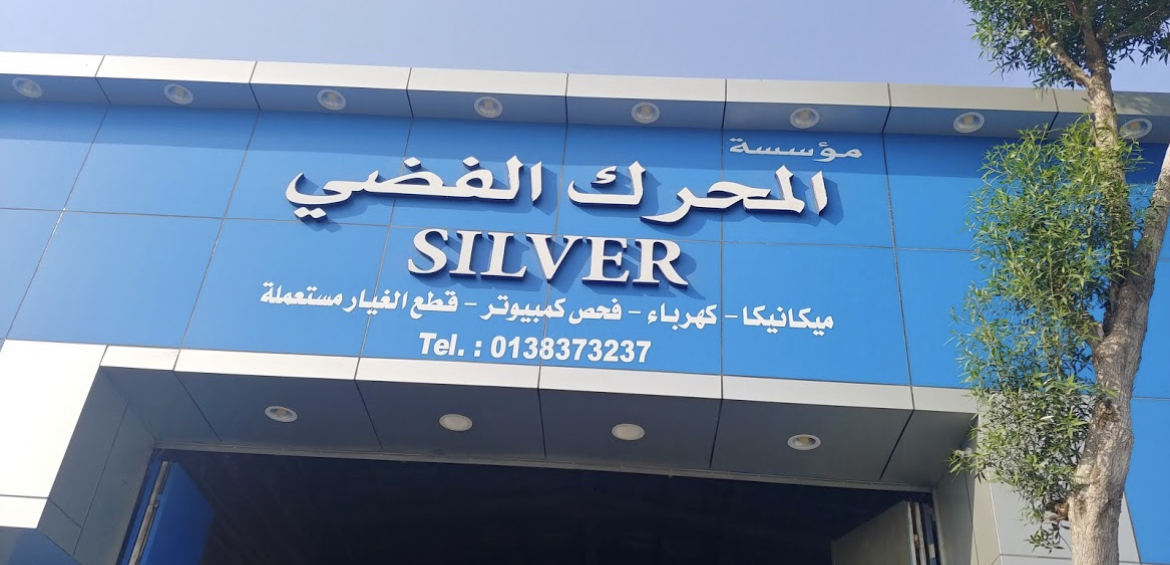 مؤسسة
المحرك الفضي
SILVER
ميكانيكا - كهرباء - فحص كمبيوتر - قطع الغيار مستعملة
Tel. : 0138373237